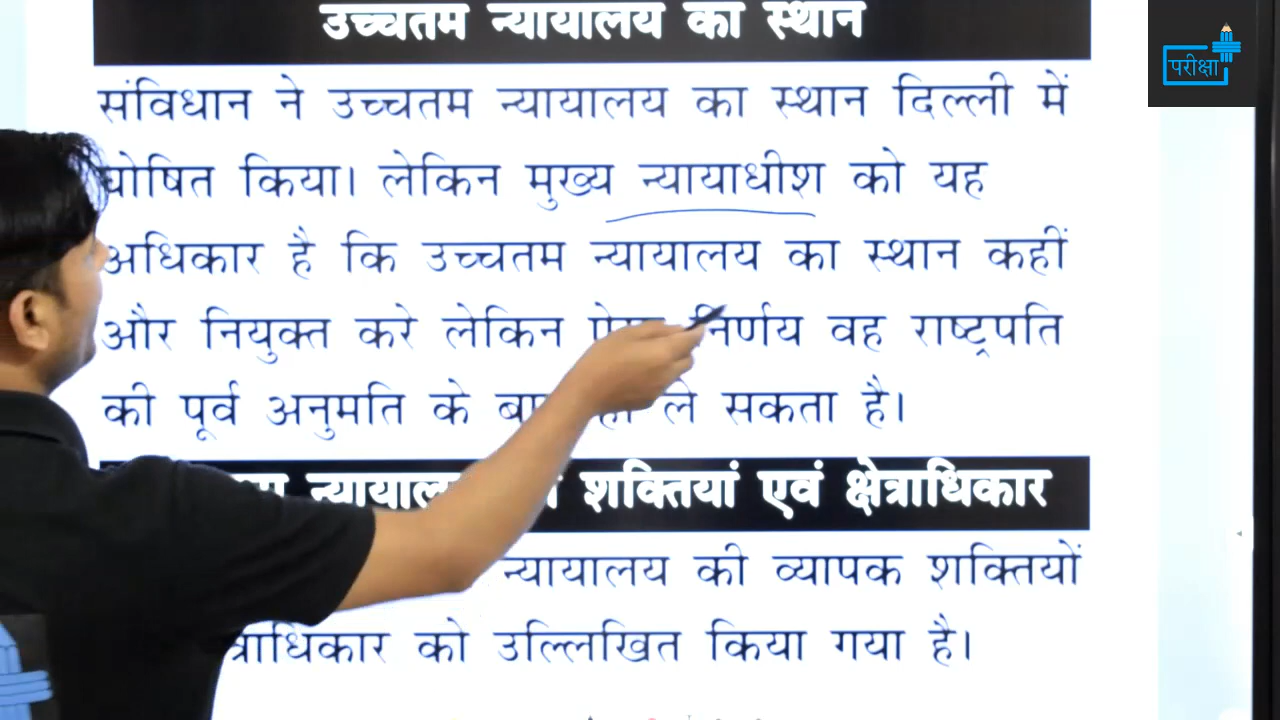 उच्चतम न्यायालय का स्थान
परीक्षा
संविधान ने उच्चतम न्यायालय का स्थान दिल्ली में
घोषित किया। लेकिन मुख्य न्यायाधीश को यह
अधिकार है कि उच्चतम न्यायालय का स्थान कहीं
और नियुक्त करे लेकिन निर्णय वह राष्ट्रपति
की पूर्व अनुमति के ले सकता है।
शक्तियां एवं क्षेत्राधिकार
न्यायालय की व्यापक शक्तियों
को उल्लिखित किया गया है।